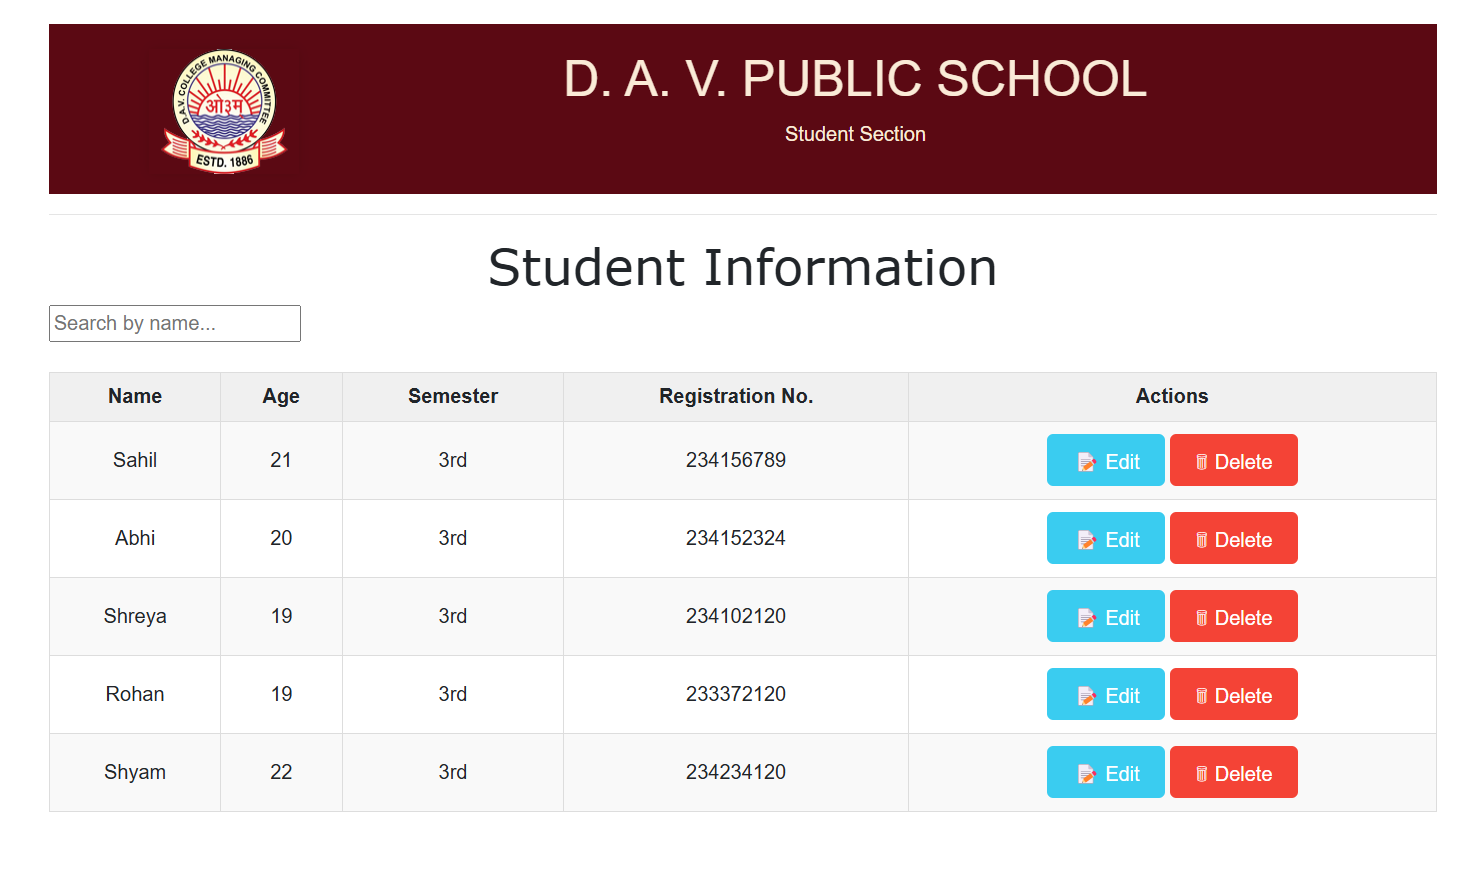 D.A.V. COLLEGE MANAGING COMMITTEE
ओ३म्
ESTD. 1886
D. A. V. PUBLIC SCHOOL
Student Section
Student Information
Search by name...
Name Age Semester Registration No. Actions
Sahil 21 3rd 234156789 Edit Delete
Abhi 20 3rd 234152324 Edit Delete
Shreya 19 3rd 234102120 Edit Delete
Rohan 19 3rd 233372120 Edit Delete
Shyam 22 3rd 234234120 Edit Delete